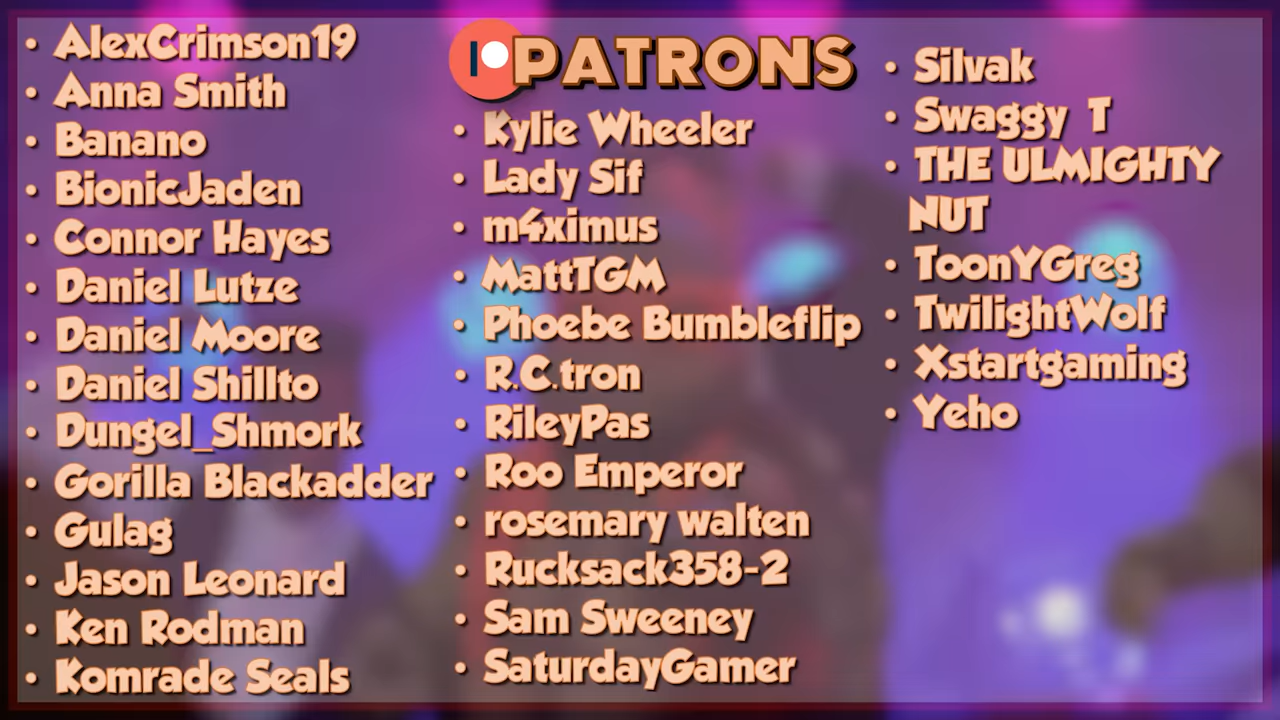 PATRONS
• AlexCrimson19
• Anna Smith
• Banano
• BionicJaden
• Connor Hayes
• Daniel Lutze
• Daniel Moore
• Daniel Shillto
• Dungel_Shmork
• Gorilla Blackadder
• Gulag
• Jason Leonard
• Ken Rodman
• Komrade Seals
• Kylie Wheeler
• Lady Sif
• m4ximus
• MattTGM
• Phoebe Bumbleflip
• R.C.tron
• RileyPas
• Roo Emperor
• rosemary walten
• Rucksack358-2
• Sam Sweeney
• SaturdayGamer
• Silvak
• Swaggy T
• THE ULMIGHTY
NUT
• ToonYGreg
• TwilightWolf
• Xstartgaming
• Yeho